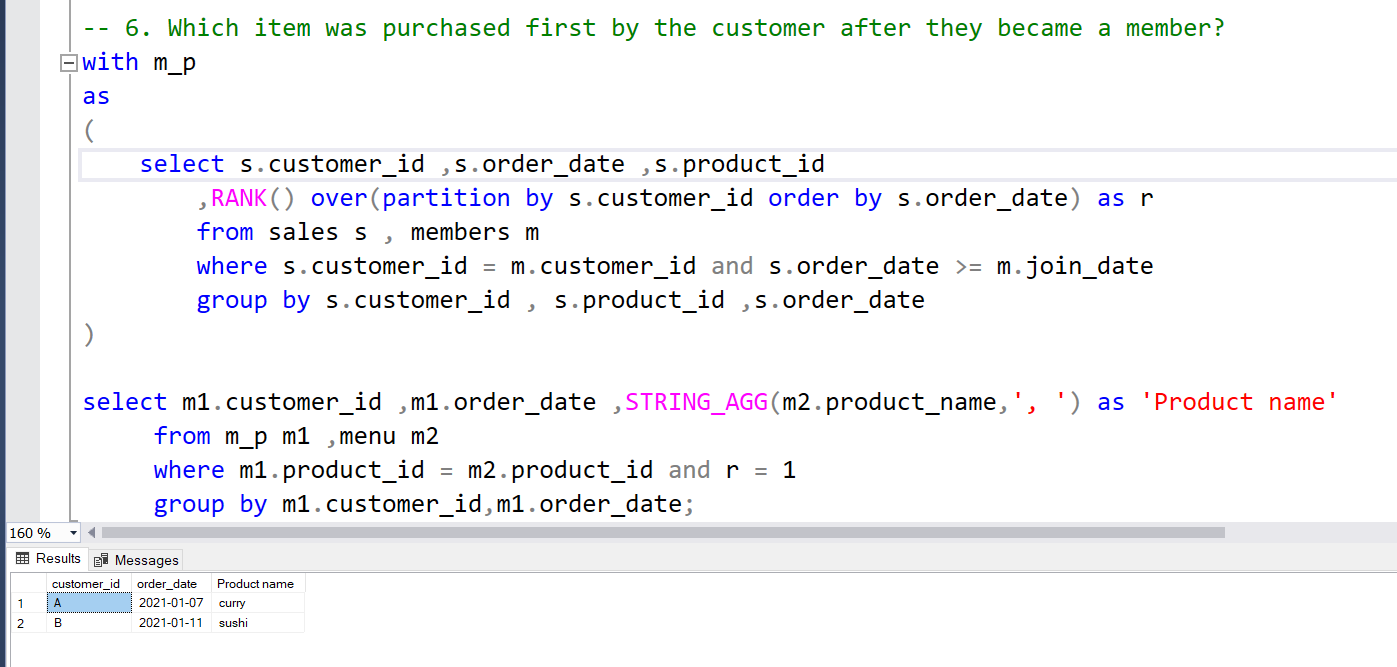 -- 6. Which item was purchased first by the customer after they became a member?
with m_p
as
(
select s.customer_id ,s.order_date ,s.product_id
,RANK() over(partition by s.customer_id order by s.order_date) as r
from sales s , members m
where s.customer_id = m.customer_id and s.order_date >= m.join_date
group by s.customer_id , s.product_id ,s.order_date
)
select m1.customer_id ,m1.order_date ,STRING_AGG(m2.product_name,', ') as 'Product name'
from m_p m1 ,menu m2
where m1.product_id = m2.product_id and r = 1
group by m1.customer_id,m1.order_date;
160 %
Results Messages
customer_id order_date Product name
1 A 2021-01-07 curry
2 B 2021-01-11 sushi